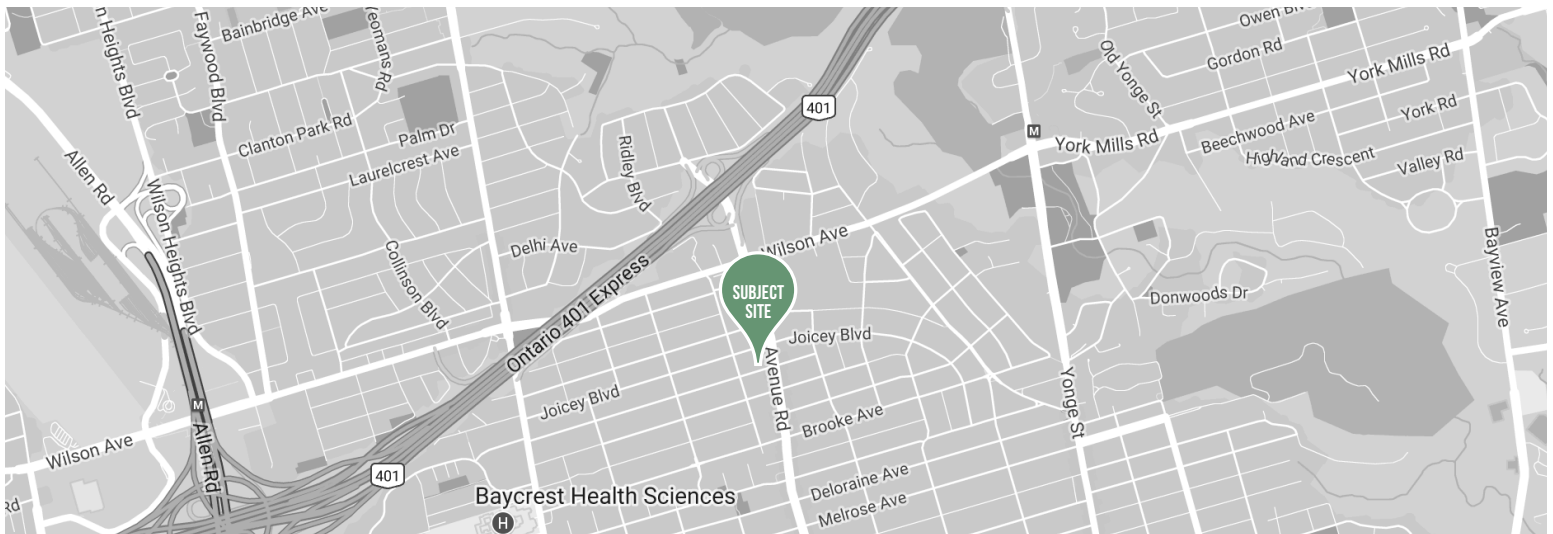 n Heights Blvd
Faywood Blvd
Bainbridge Ave
Yeomans Rd
Owen Blvd
Old Yonge St
Gordon Rd
York Mills Rd
401
Clanton Park Rd
Palm Dr
Laurelcrest Ave
Ridley Blvd
M
York Mills Rd
Beechwood Ave
York Rd
Highland Crescent
Valley Rd
Allen Rd
Wilson Heights Blvd
Collinson Blvd
Delhi Ave
Wilson Ave
Bayview Ave
Ontario 401 Express
SUBJECT
SITE
Donwoods Dr
Joicey Blvd
Avenue Rd
Joicey Blvd
Yonge St
Brooke Ave
M
Allen Rd
Wilson Ave
401
Baycrest Health Sciences
H
Deloraine Ave
Melrose Ave
Rd